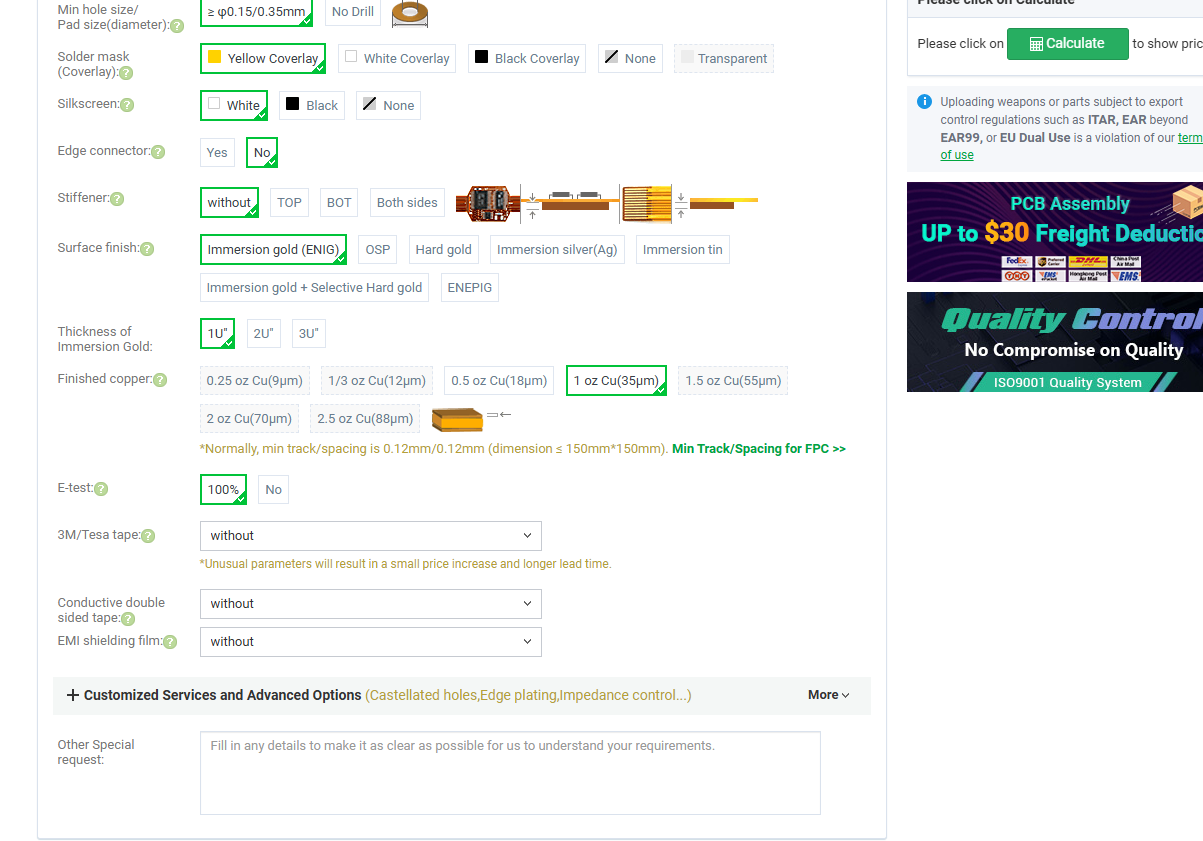 Min hole size/
Pad size(diameter):?
≥ φ0.15/0.35mm No Drill
Solder mask
(Coverlay):?
Yellow Coverlay White Coverlay Black Coverlay None Transparent
Silkscreen:?
White Black None
Edge connector:?
Yes No
Stiffener:?
without TOP BOT Both sides
Surface finish:?
Immersion gold (ENIG) OSP Hard gold Immersion silver(Ag) Immersion tin
Immersion gold + Selective Hard gold ENEPIG
Thickness of
Immersion Gold:
1U" 2U" 3U"
Finished copper:?
0.25 oz Cu(9μm) 1/3 oz Cu(12μm) 0.5 oz Cu(18μm) 1 oz Cu(35μm) 1.5 oz Cu(55μm)
2 oz Cu(70μm) 2.5 oz Cu(88μm)
*Normally, min track/spacing is 0.12mm/0.12mm (dimension ≤ 150mm*150mm). Min Track/Spacing for FPC >>
E-test:?
100% No
3M/Tesa tape:?
without
*Unusual parameters will result in a small price increase and longer lead time.
Conductive double
sided tape:?
without
EMI shielding film:?
without
+ Customized Services and Advanced Options (Castellated holes,Edge plating,Impedance control...) More
Other Special
request:
Fill in any details to make it as clear as possible for us to understand your requirements.
Please click on Calculate
Please click on Calculate to show pric
Uploading weapons or parts subject to export
control regulations such as ITAR, EAR beyond
EAR99, or EU Dual Use is a violation of our term
of use
PCB Assembly
UP to $30 Freight Deductio
FedEx DHL China Post
Air Mail
TNT Hongkong Post
Air Mail EMS
Quality Control
No Compromise on Quality
ISO9001 Quality System